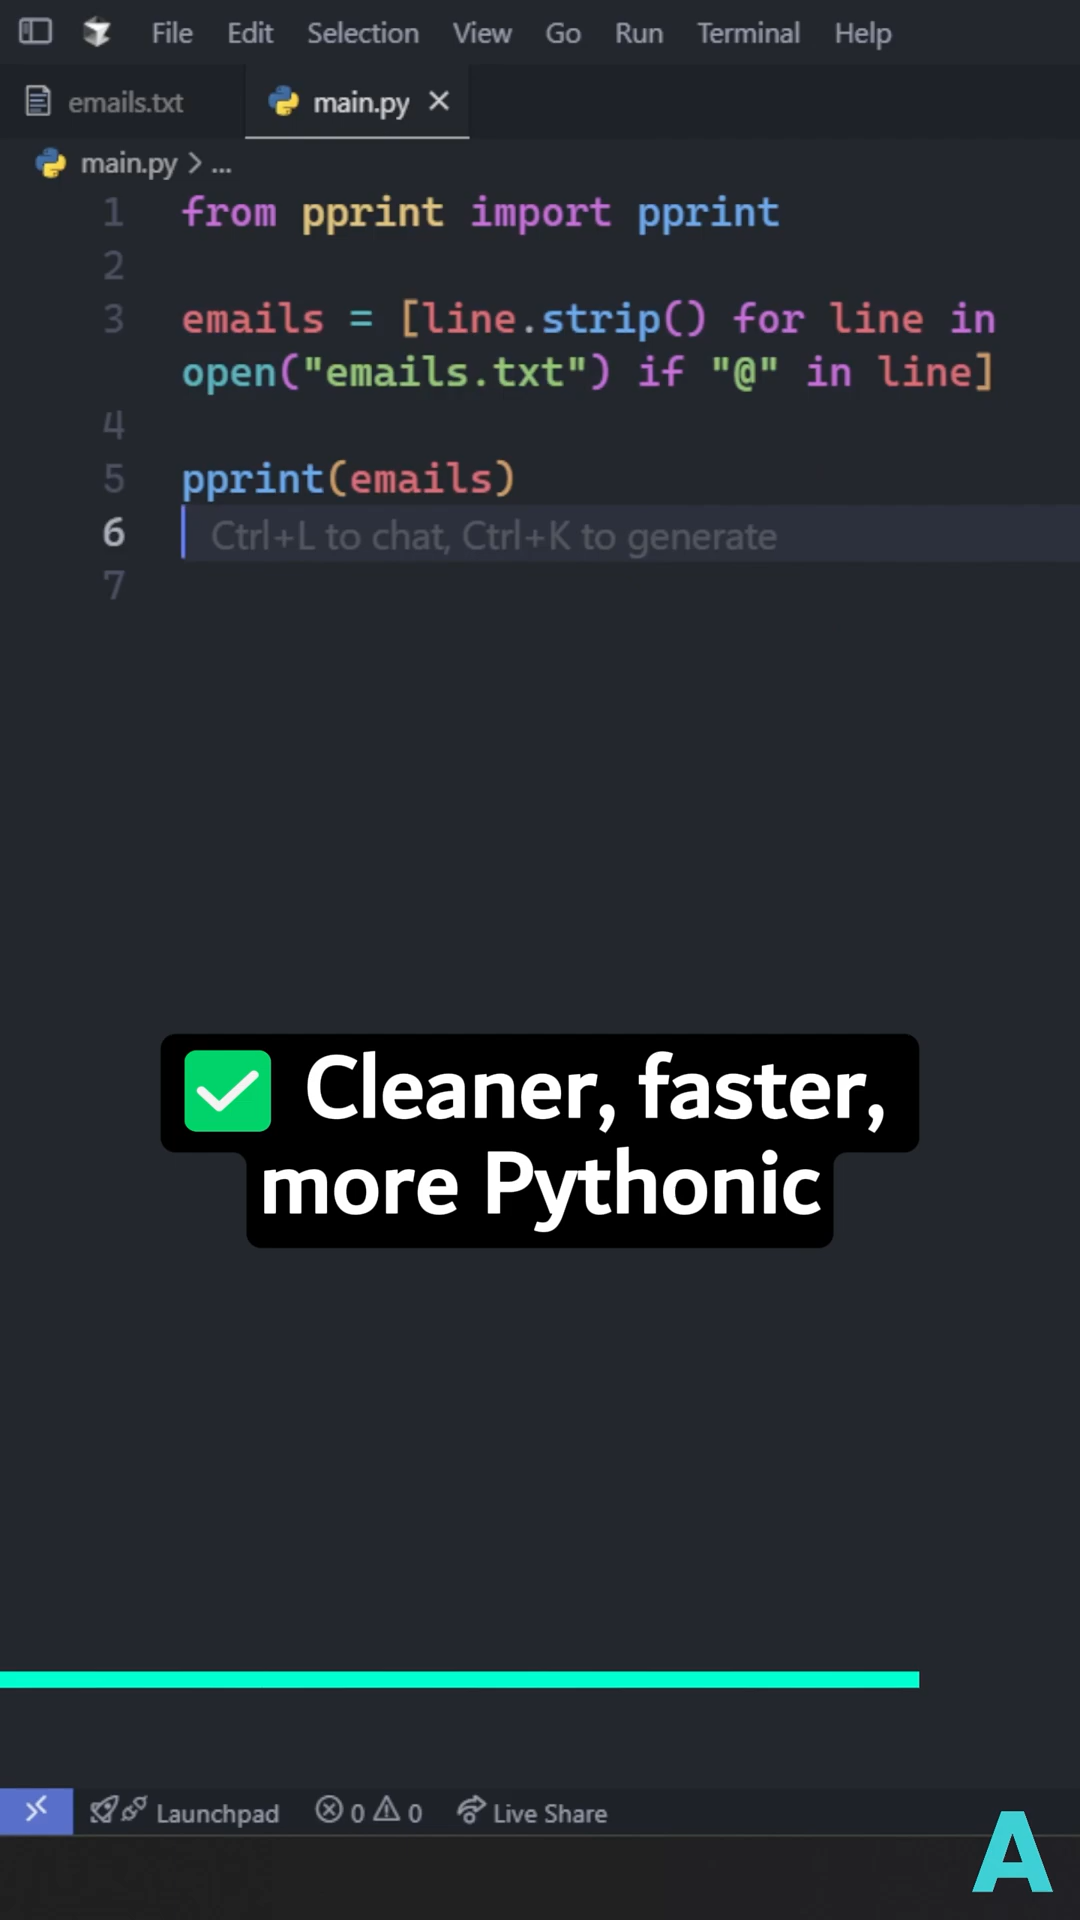 File Edit Selection View Go Run Terminal Help
emails.txt main.py
main.py > ...
1 from pprint import pprint
2
3 emails = [line.strip() for line in
open("emails.txt") if "@" in line]
4
5 pprint(emails)
6 Ctrl+L to chat, Ctrl+K to generate
7
✅ Cleaner, faster,
more Pythonic
Launchpad 0 0 Live Share
A